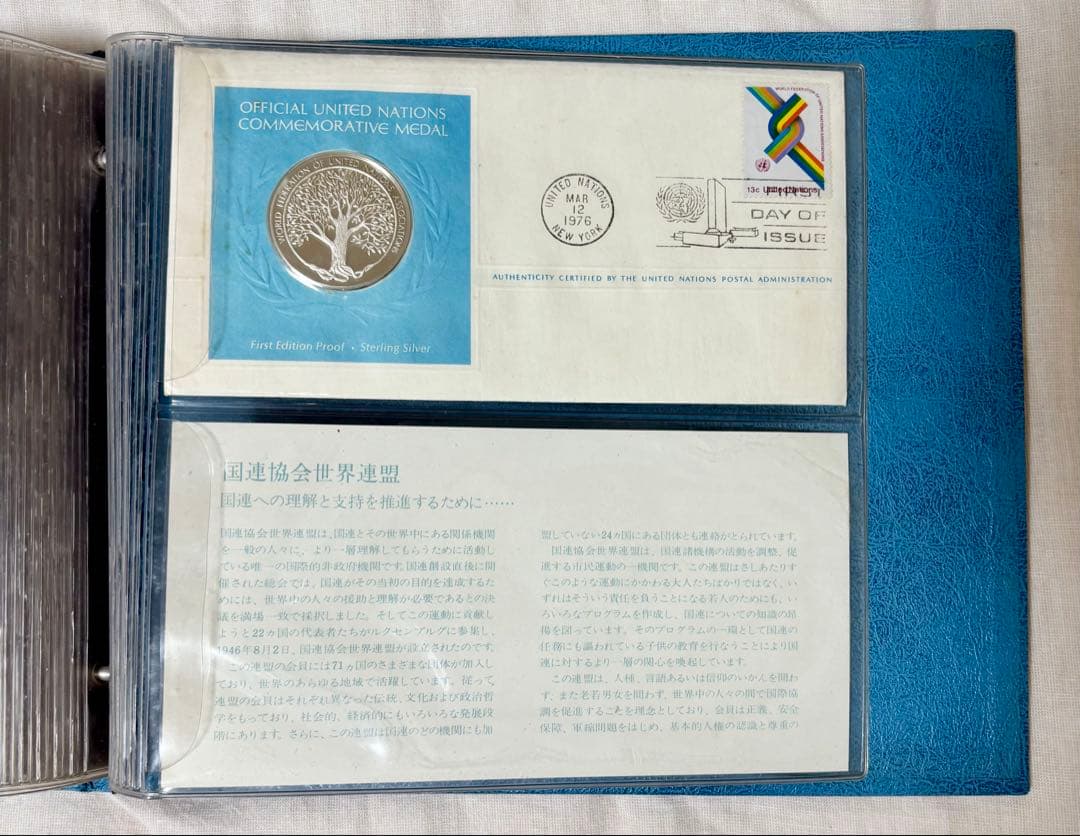 OFFICIAL UNITED NATIONS
COMMEMORATIVE MEDAL
WORLD FEDERATION OF UNITED NATIONS ASSOCIATIONS
First Edition Proof • Sterling Silver
WORLD FEDERATION OF UNITED NATIONS ASSOCIATIONS
13c United Nations
UNITED NATIONS
MAR
12
1976
NEW YORK
FIRST
DAY OF
ISSUE
AUTHENTICITY CERTIFIED BY THE UNITED NATIONS POSTAL ADMINISTRATION
国連協会世界連盟
国連への理解と支持を推進するために……
国連協会世界連盟は、国連とその世界中にある関係機関
を一般の人々に、より一層理解してもらうために活動し
ている唯一の国際的非政府機関です。国連創設直後に開
催された総会では、国連がその当初の目的を達成するた
めには、世界中の人々の援助と理解が必要であるとの決
議を満場一致で採択しました。そしてこの運動に貢献し
ようと22ヵ国の代表者たちがルクセンブルグに参集し、
1946年8月2日、国連協会世界連盟が設立されたのです。
この連盟の会員には71ヵ国のさまざまな団体が加入し
ており、世界のあらゆる地域で活躍しています。従って
連盟の会員はそれぞれ異なった伝統、文化および政治哲
学をもっており、社会的、経済的にもいろいろな発展段
階にあります。さらに、この連盟は国連のどの機関にも加
盟していない24ヵ国にある団体とも連絡がとられています。
国連協会世界連盟は、国連諸機構の活動を調整、促
進する市民運動の一機関です。この連盟はさしあたりす
ぐこのような運動にかかわる大人たちばかりではなく、い
ずれはそういう責任を負うことになる若人のためにも、い
ろいろなプログラムを作成し、国連についての知識の昂
揚を図っています。そのプログラムの一環として国連の
任務にも謳われている子供の教育を行なうことにより国
連に対するより一層の関心を喚起しています。
この連盟は、人種、言語あるいは信仰のいかんを問わ
ず、また老若男女を問わず、世界中の人々の間で国際協
調を促進することを理念としており、会員は正義、安全
保障、軍縮問題をはじめ、基本的人権の認識と尊重の